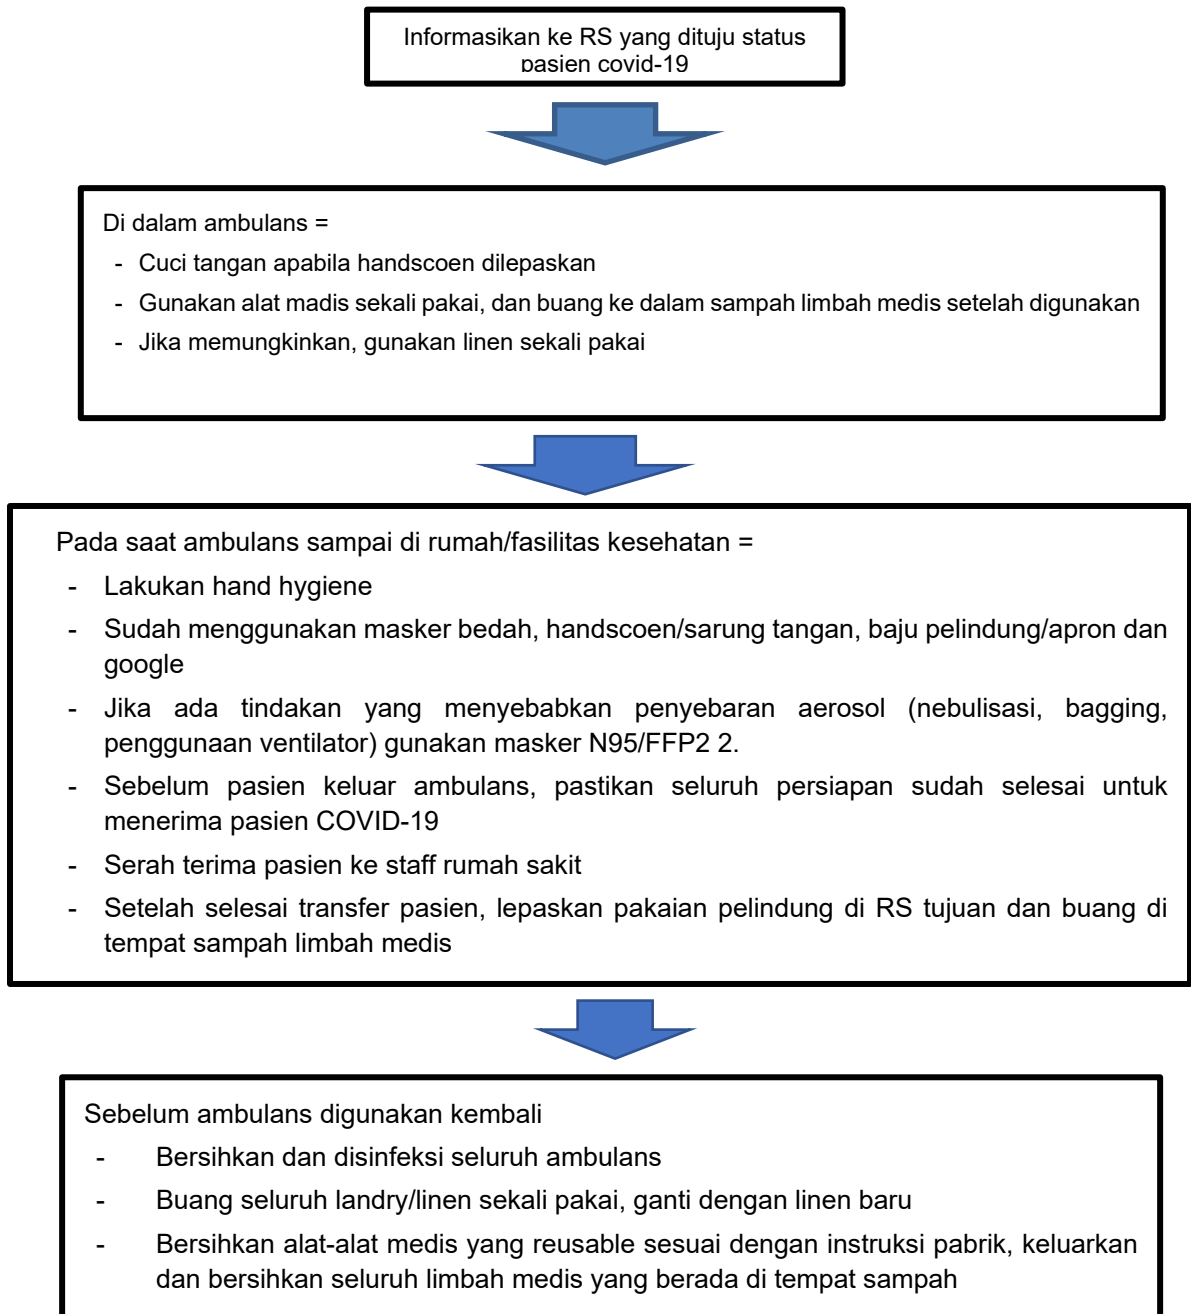 Informasikan ke RS yang dituju status
pasien covid-19
Di dalam ambulans =
- Cuci tangan apabila handscoen dilepaskan
- Gunakan alat madis sekali pakai, dan buang ke dalam sampah limbah medis setelah digunakan
- Jika memungkinkan, gunakan linen sekali pakai
Pada saat ambulans sampai di rumah/fasilitas kesehatan =
- Lakukan hand hygiene
- Sudah menggunakan masker bedah, handscoen/sarung tangan, baju pelindung/apron dan
google
- Jika ada tindakan yang menyebabkan penyebaran aerosol (nebulisasi, bagging,
penggunaan ventilator) gunakan masker N95/FFP2 2.
- Sebelum pasien keluar ambulans, pastikan seluruh persiapan sudah selesai untuk
menerima pasien COVID-19
- Serah terima pasien ke staff rumah sakit
- Setelah selesai transfer pasien, lepaskan pakaian pelindung di RS tujuan dan buang di
tempat sampah limbah medis
Sebelum ambulans digunakan kembali
- Bersihkan dan disinfeksi seluruh ambulans
- Buang seluruh landry/linen sekali pakai, ganti dengan linen baru
- Bersihkan alat-alat medis yang reusable sesuai dengan instruksi pabrik, keluarkan
dan bersihkan seluruh limbah medis yang berada di tempat sampah